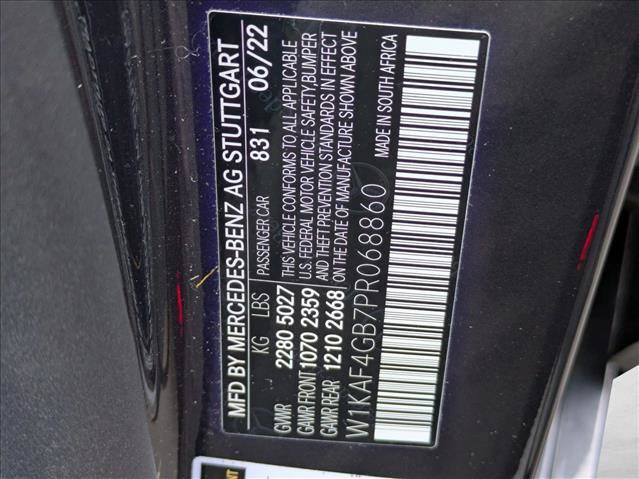 MFD BY MERCEDES-BENZ AG STUTTGART
831 06/22
KG LBS PASSENGER CAR
GVWR 2280 5027 THIS VEHICLE CONFORMS TO ALL APPLICABLE
GAWR FRONT 1070 2359 U.S. FEDERAL MOTOR VEHICLE SAFETY,BUMPER
GAWR REAR 1210 2668 AND THEFT PREVENTION STANDARDS IN EFFECT
ON THE DATE OF MANUFACTURE SHOWN ABOVE
W1KAF4GB7PR068860
MADE IN SOUTH AFRICA